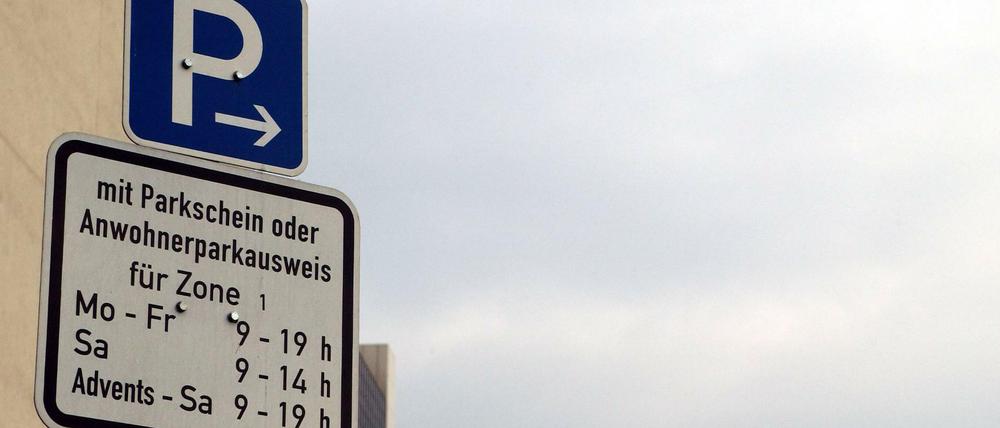 P
→
mit Parkschein oder
Anwohnerparkausweis
für Zone 1
Mo - Fr 9 - 19 h
Sa 9 - 14 h
Advents - Sa 9 - 19 h